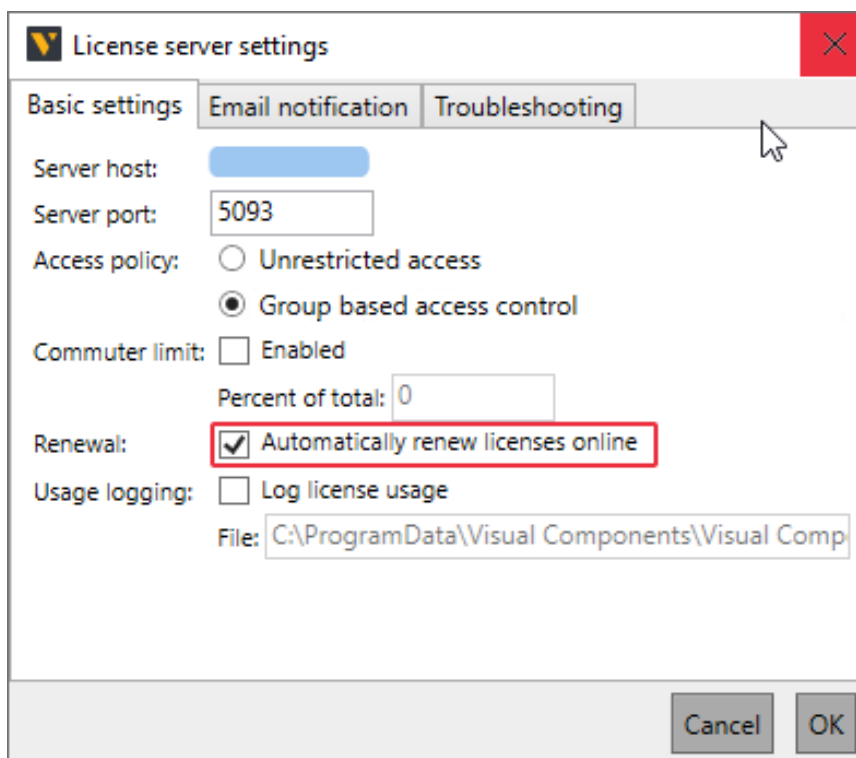 License server settings
Basic settings Email notification Troubleshooting
Server host:
Server port: 5093
Access policy: Unrestricted access
Group based access control
Commuter limit: Enabled
Percent of total: 0
Renewal: Automatically renew licenses online
Usage logging: Log license usage
File: C:\ProgramData\Visual Components\Visual Comp
Cancel OK